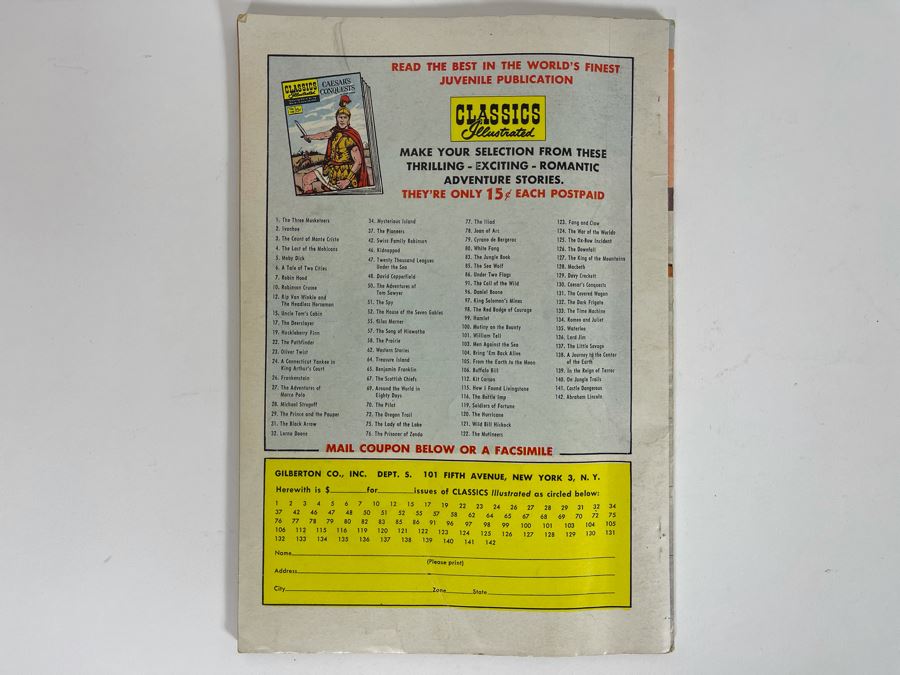 READ THE BEST IN THE WORLD'S FINEST
JUVENILE PUBLICATION
CLASSICS
Illustrated
CAESAR'S
CONQUESTS
CLASSICS
Illustrated
MAKE YOUR SELECTION FROM THESE
THRILLING - EXCITING - ROMANTIC
ADVENTURE STORIES.
THEY'RE ONLY 15¢ EACH POSTPAID
1. The Three Musketeers
2. Ivanhoe
3. The Count of Monte Cristo
4. The Last of the Mohicans
5. Moby Dick
6. A Tale of Two Cities
7. Robin Hood
10. Robinson Crusoe
12. Rip Van Winkle and
The Headless Horseman
15. Uncle Tom's Cabin
17. The Deerslayer
19. Huckleberry Finn
22. The Pathfinder
23. Oliver Twist
24. A Connecticut Yankee in
King Arthur's Court
26. Frankenstein
27. The Adventures of
Marco Polo
28. Michael Strogoff
29. The Prince and the Pauper
31. The Black Arrow
32. Lorna Doone
34. Mysterious Island
37. The Pioneers
42. Swiss Family Robinson
46. Kidnapped
47. Twenty Thousand Leagues
Under the Sea
48. David Copperfield
50. The Adventures of
Tom Sawyer
51. The Spy
52. The House of the Seven Gables
55. Silas Marner
57. The Song of Hiawatha
58. The Prairie
62. Western Stories
64. Treasure Island
65. Benjamin Franklin
67. The Scottish Chiefs
69. Around the World in
Eighty Days
70. The Pilot
72. The Oregon Trail
75. The Lady of the Lake
76. The Prisoner of Zenda
77. The Iliad
78. Joan of Arc
79. Cyrano de Bergerac
80. White Fang
83. The Jungle Book
85. The Sea Wolf
86. Under Two Flags
91. The Call of the Wild
96. Daniel Boone
97. King Solomon's Mines
98. The Red Badge of Courage
99. Hamlet
100. Mutiny on the Bounty
101. William Tell
103. Men Against the Sea
104. Bring 'Em Back Alive
105. From the Earth to the Moon
106. Buffalo Bill
112. Kit Carson
115. How I Found Livingstone
116. The Bottle Imp
119. Soldiers of Fortune
120. The Hurricane
121. Wild Bill Hickock
122. The Mutineers
123. Fang and Claw
124. The War of the Worlds
125. The Ox-Bow Incident
126. The Downfall
127. The King of the Mountains
128. Macbeth
129. Davy Crockett
130. Caesar's Conquests
131. The Covered Wagon
132. The Dark Frigate
133. The Time Machine
134. Romeo and Juliet
135. Waterloo
136. Lord Jim
137. The Little Savage
138. A Journey to the Center
of the Earth
139. In the Reign of Terror
140. On Jungle Trails
141. Castle Dangerous
142. Abraham Lincoln
MAIL COUPON BELOW OR A FACSIMILE
GILBERTON CO., INC. DEPT. S. 101 FIFTH AVENUE, NEW YORK 3, N. Y.
Herewith is $ for issues of CLASSICS Illustrated as circled below:
1 2 3 4 5 6 7 10 12 15 17 19 22 23 24 26 27 28 29 31 32 34
37 42 46 47 48 50 51 52 55 57 58 62 64 65 67 68 69 70 72 75
76 77 78 79 80 82 83 85 86 91 96 97 98 99 100 101 103 104 105
106 112 115 116 119 120 121 122 123 124 125 126 127 128 129 130 131
132 133 134 135 136 137 138 139 140 141 142
Name
(Please print)
Address
City Zone State